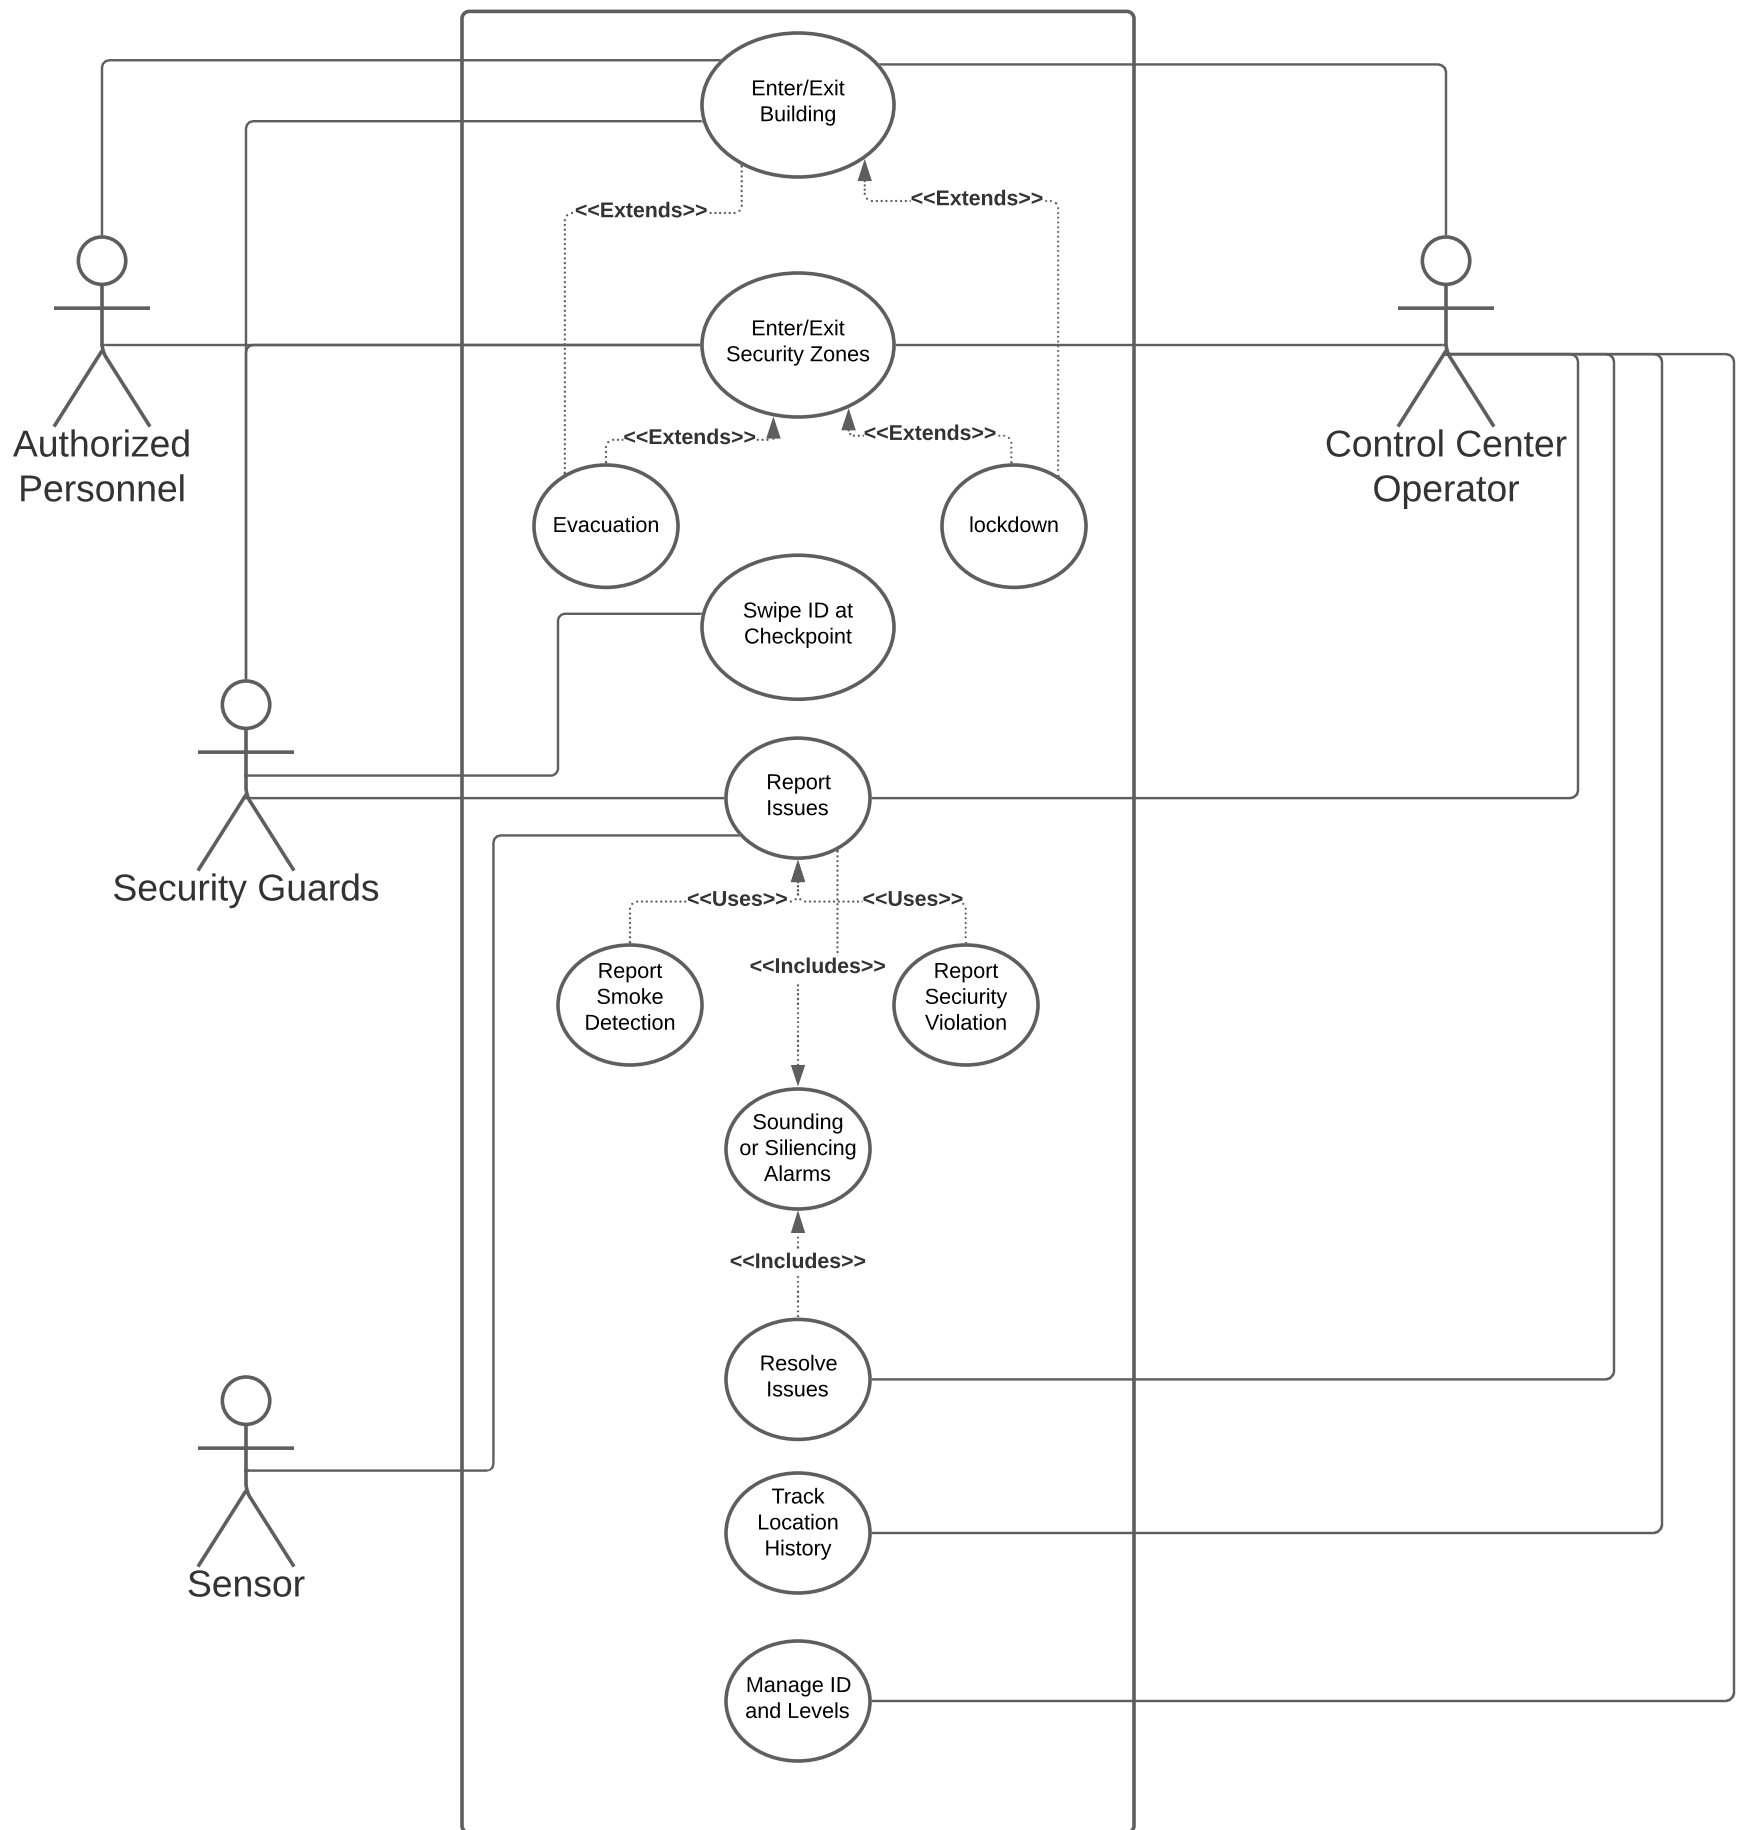 Enter/Exit
Building
<<Extends>>
<<Extends>>
Enter/Exit
Security Zones
Authorized
Personnel
Control Center
Operator
<<Extends>>
<<Extends>>
Evacuation
lockdown
Swipe ID at
Checkpoint
Report
Issues
Security Guards
<<Uses>>
<<Uses>>
<<Includes>>
Report
Smoke
Detection
Report
Seciurity
Violation
Sounding
or Siliencing
Alarms
<<Includes>>
Resolve
Issues
Track
Location
History
Sensor
Manage ID
and Levels